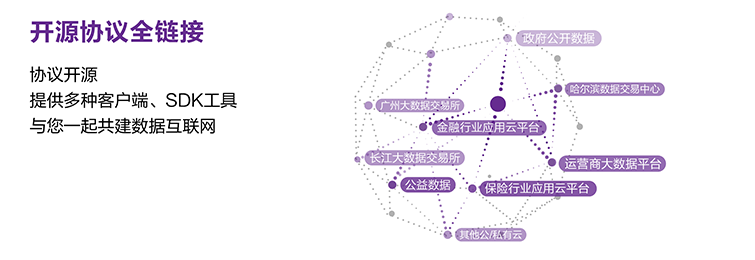 开源协议全链接
协议开源
提供多种客户端、SDK工具
与您一起共建数据互联网
政府公开数据
哈尔滨数据交易中心
广州大数据交易所
金融行业应用云平台
长江大数据交易所
运营商大数据平台
公益数据
保险行业应用云平台
其他公/私有云